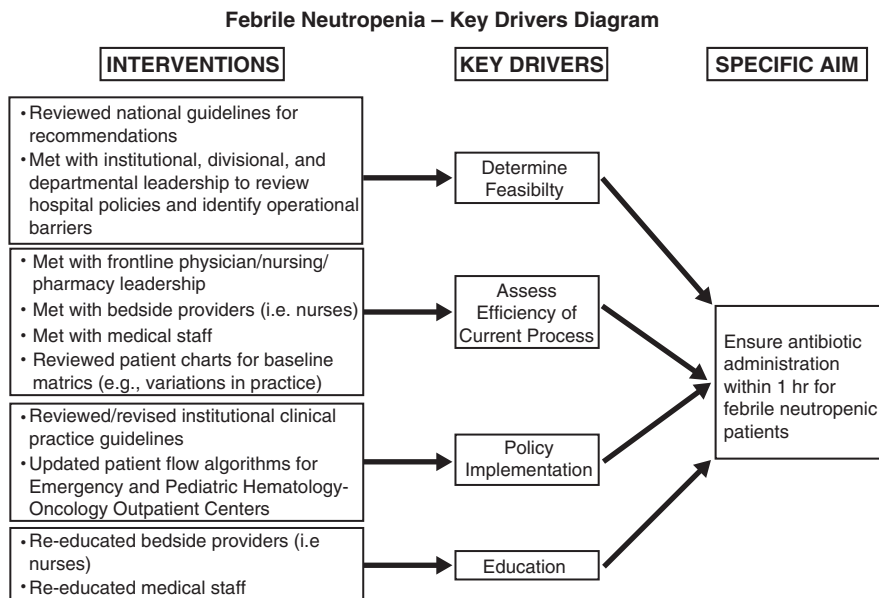 Febrile Neutropenia – Key Drivers Diagram
INTERVENTIONS
KEY DRIVERS
SPECIFIC AIM
• Reviewed national guidelines for
recommendations
• Met with institutional, divisional, and
departmental leadership to review
hospital policies and identify operational
barriers
Determine
Feasibilty
• Met with frontline physician/nursing/
pharmacy leadership
• Met with bedside providers (i.e. nurses)
• Met with medical staff
• Reviewed patient charts for baseline
matrics (e.g., variations in practice)
Assess
Efficiency of
Current Process
• Reviewed/revised institutional clinical
practice guidelines
• Updated patient flow algorithms for
Emergency and Pediatric Hematology-
Oncology Outpatient Centers
Policy
Implementation
• Re-educated bedside providers (i.e
nurses)
• Re-educated medical staff
Education
Ensure antibiotic
administration
within 1 hr for
febrile neutropenic
patients